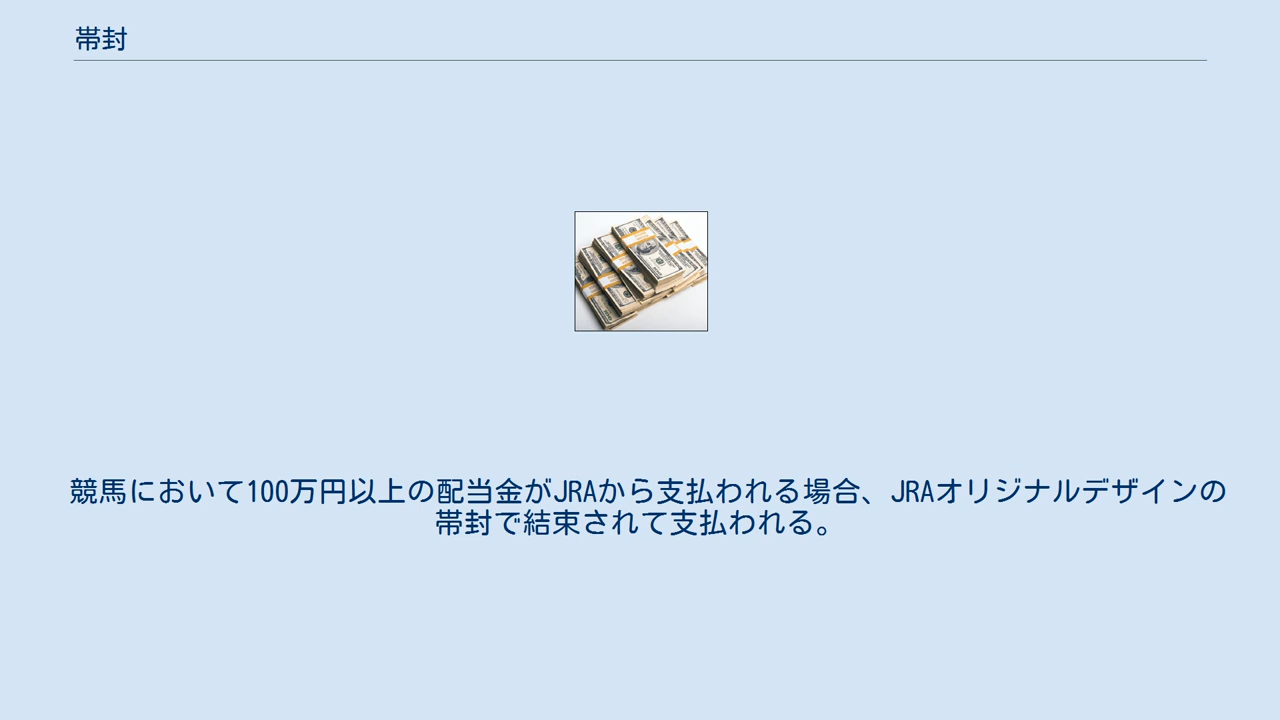 帯封
競馬において100万円以上の配当金がJRAから支払われる場合、JRAオリジナルデザインの
帯封で結束されて支払われる。